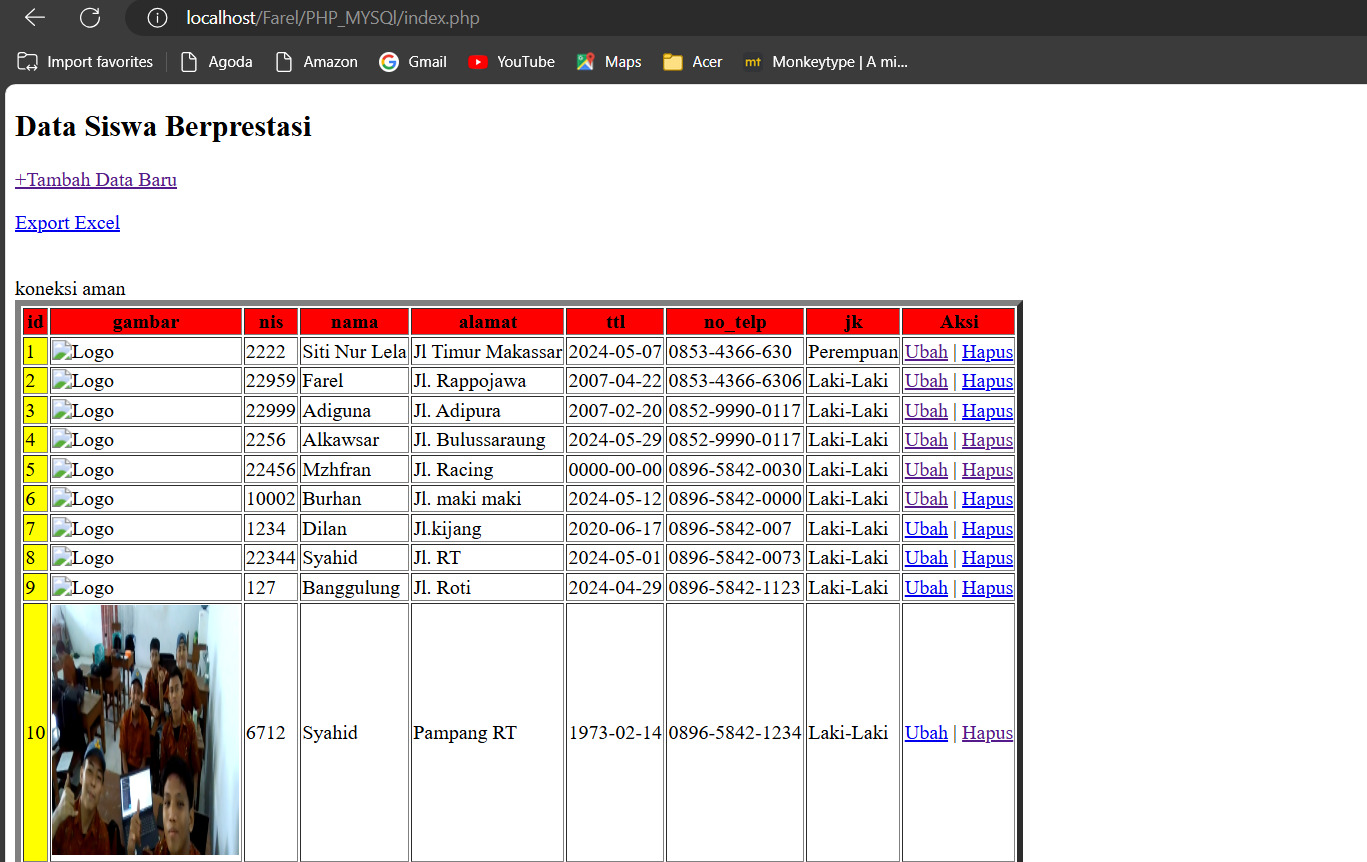 localhost/Farel/PHP_MYSQl/index.php
Import favorites Agoda Amazon Gmail YouTube Maps Acer mt Monkeytype | A mi...
Data Siswa Berprestasi
+Tambah Data Baru
Export Excel
koneksi aman
id gambar nis nama alamat ttl no_telp jk Aksi
1 Logo 2222 Siti Nur Lela Jl Timur Makassar 2024-05-07 0853-4366-630 Perempuan Ubah | Hapus
2 Logo 22959 Farel Jl. Rappojawa 2007-04-22 0853-4366-6306 Laki-Laki Ubah | Hapus
3 Logo 22999 Adiguna Jl. Adipura 2007-02-20 0852-9990-0117 Laki-Laki Ubah | Hapus
4 Logo 2256 Alkawsar Jl. Bulussaraung 2024-05-29 0852-9990-0117 Laki-Laki Ubah | Hapus
5 Logo 22456 Mzhfran Jl. Racing 0000-00-00 0896-5842-0030 Laki-Laki Ubah | Hapus
6 Logo 10002 Burhan Jl. maki maki 2024-05-12 0896-5842-0000 Laki-Laki Ubah | Hapus
7 Logo 1234 Dilan Jl.kijang 2020-06-17 0896-5842-007 Laki-Laki Ubah | Hapus
8 Logo 22344 Syahid Jl. RT 2024-05-01 0896-5842-0073 Laki-Laki Ubah | Hapus
9 Logo 127 Banggulung Jl. Roti 2024-04-29 0896-5842-1123 Laki-Laki Ubah | Hapus
10 6712 Syahid Pampang RT 1973-02-14 0896-5842-1234 Laki-Laki Ubah | Hapus